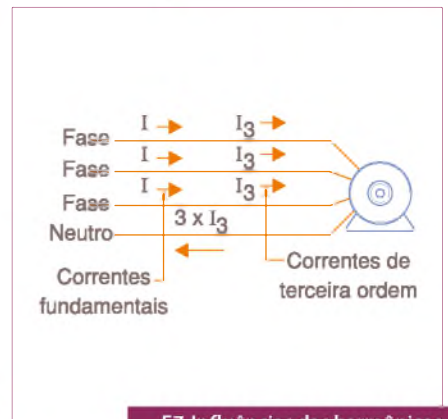 I I3
Fase
I I3
Fase
I I3
Fase
3 x I3
Neutro
Correntes fundamentais
Correntes de terceira ordem